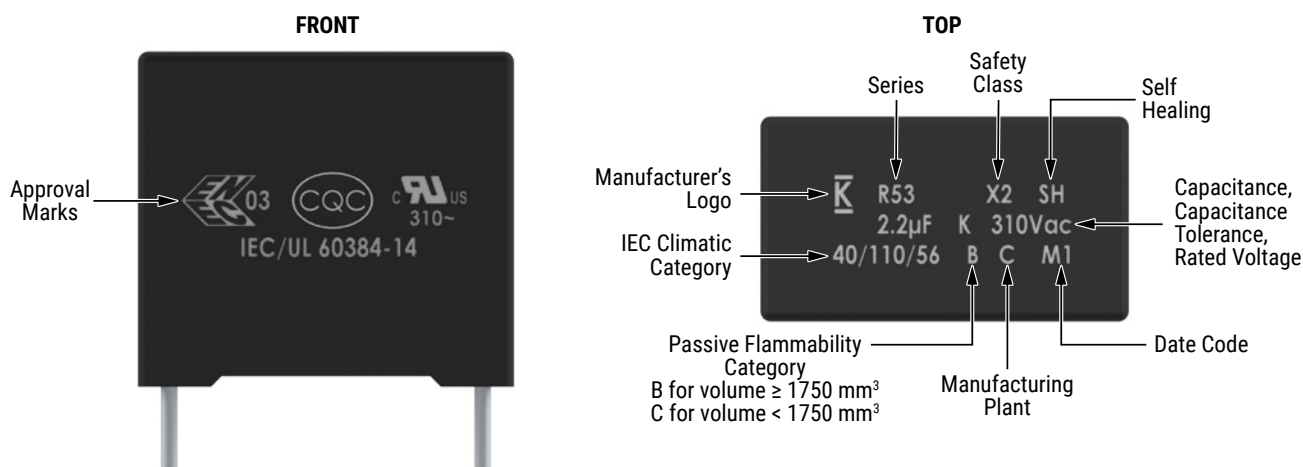 FRONT
Approval
Marks
03
CQC
C RU US
310~
IEC/UL 60384-14
TOP
Series
Safety
Class
Self
Healing
Manufacturer's
Logo
IEC Climatic
Category
K R53 X2 SH
2.2µF K 310Vac
40/110/56 B C M1
Capacitance,
Capacitance
Tolerance,
Rated Voltage
Passive Flammability
Category
B for volume ≥ 1750 mm³
C for volume < 1750 mm³
Manufacturing
Plant
Date Code